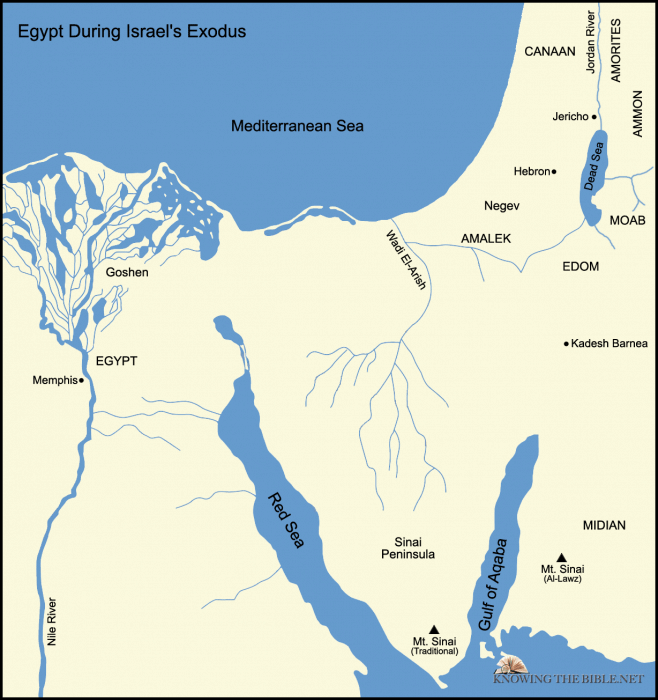 Egypt During Israel's Exodus
CANAAN
Jordan River
AMORITES
AMMON
Mediterranean Sea
Jericho
Dead Sea
Hebron
Negev
MOAB
Wadi El-Arish
AMALEK
EDOM
Goshen
Kadesh Barnea
EGYPT
Memphis
Red Sea
Sinai
Peninsula
Gulf of Aqaba
MIDIAN
Mt. Sinai
(Al-Lawz)
Mt. Sinai
(Traditional)
Nile River
KNOWING THE BIBLE.NET